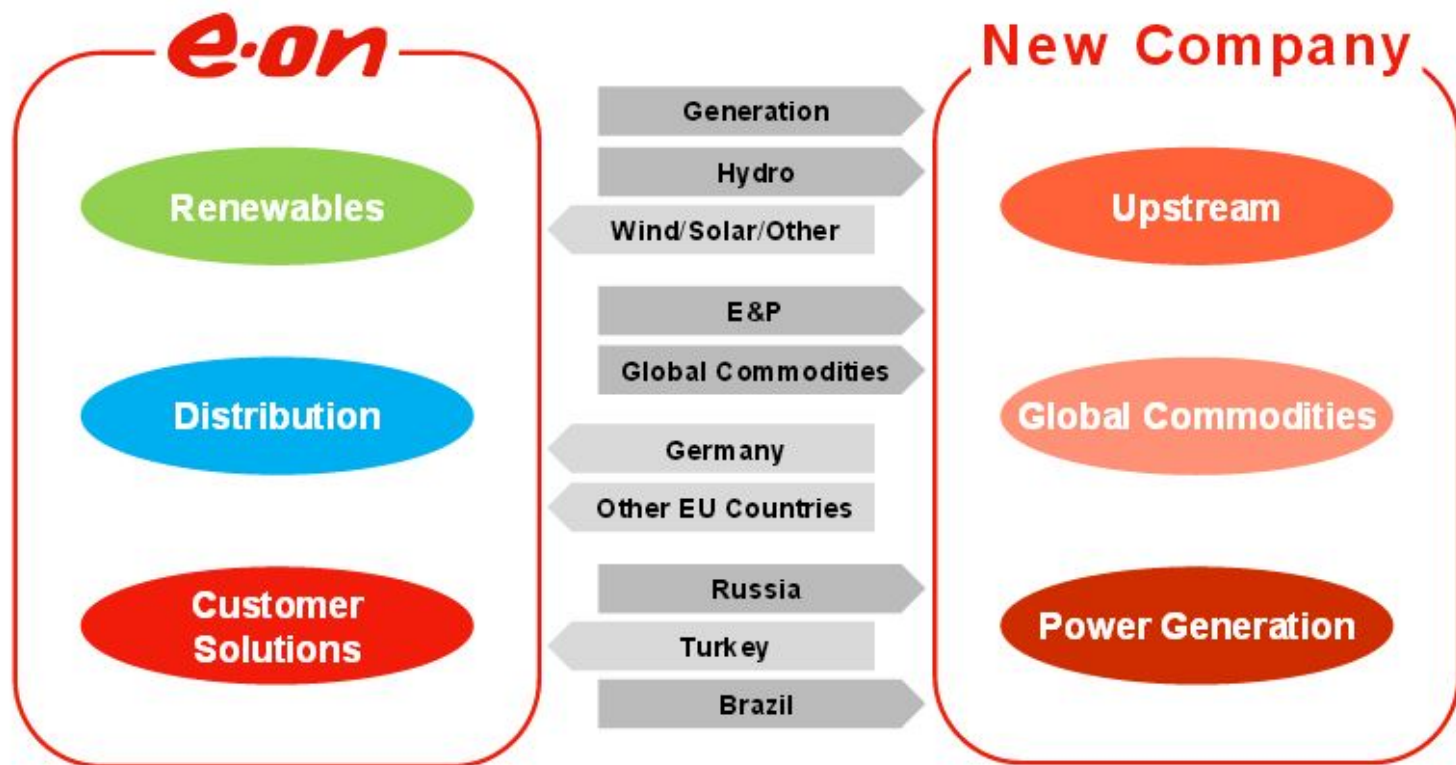 e·on
New Company
Generation
Hydro
Wind/Solar/Other
E&P
Global Commodities
Germany
Other EU Countries
Russia
Turkey
Brazil
Renewables
Distribution
Customer
Solutions
Upstream
Global Commodities
Power Generation